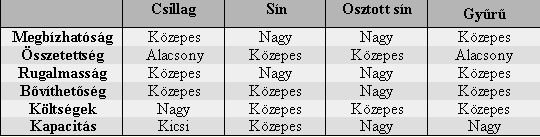 Csillag Sín Osztott sín Gyűrű
Megbízhatóság Közepes Nagy Nagy Közepes
Összetettség Alacsony Közepes Közepes Alacsony
Rugalmasság Közepes Nagy Nagy Közepes
Bővíthetőség Közepes Közepes Nagy Közepes
Költségek Nagy Közepes Közepes Közepes
Kapacitás Kicsi Közepes Nagy Nagy